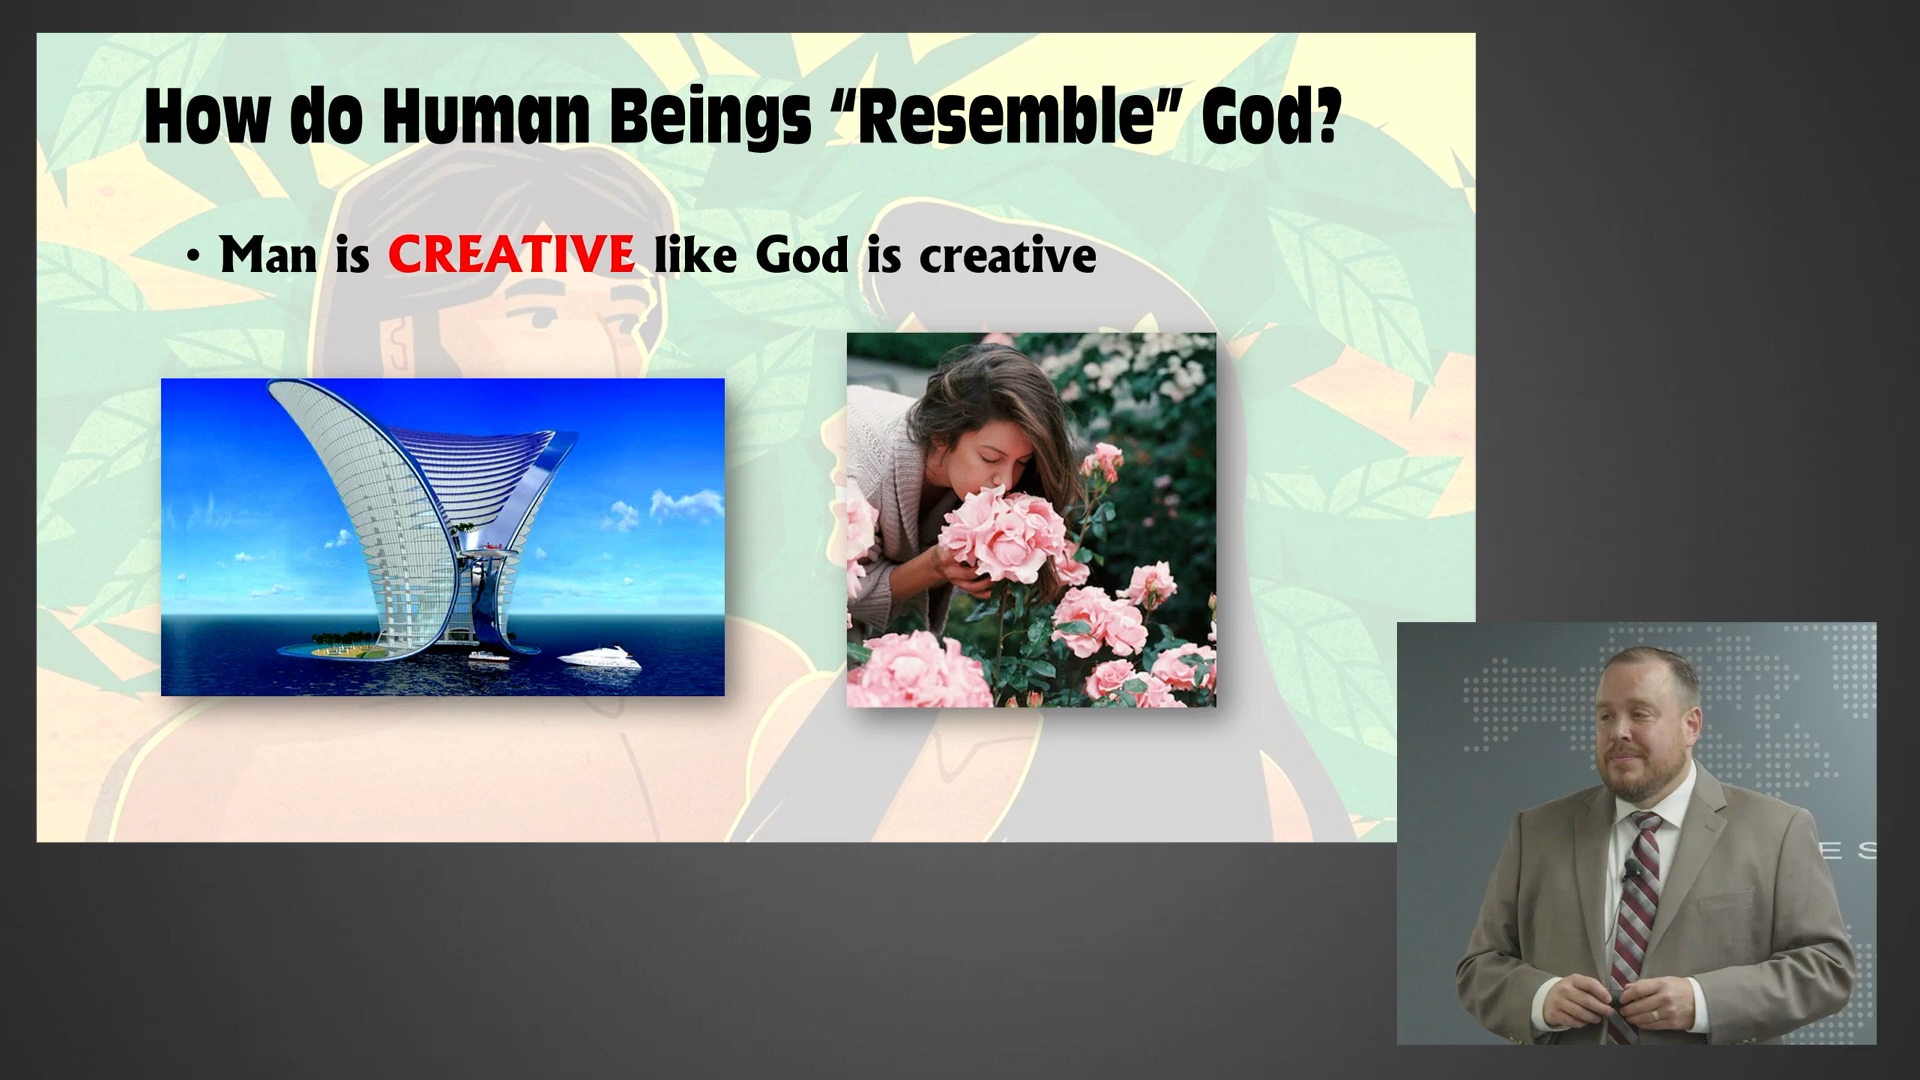 How do Human Beings “Resemble” God?
• Man is CREATIVE like God is creative
E S